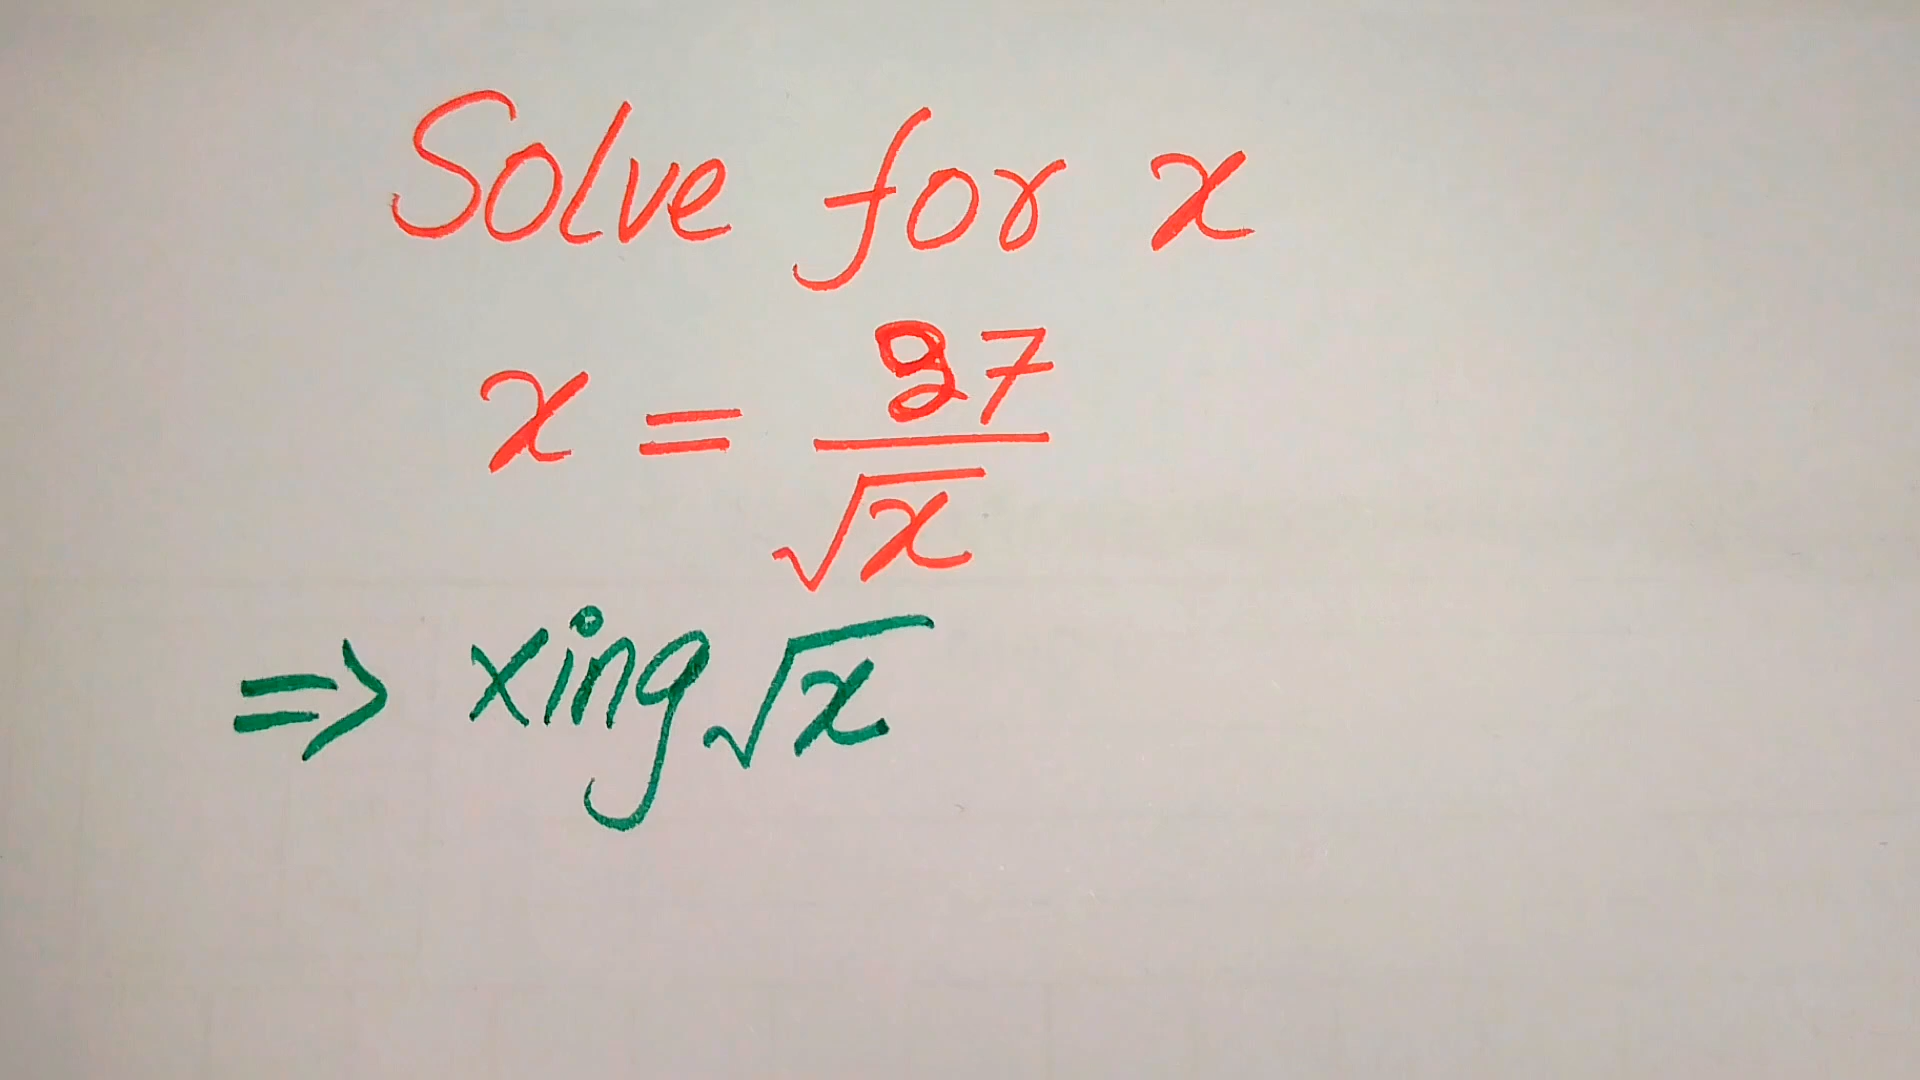 Solve for x
x = 27/√x
⇒ xing √x